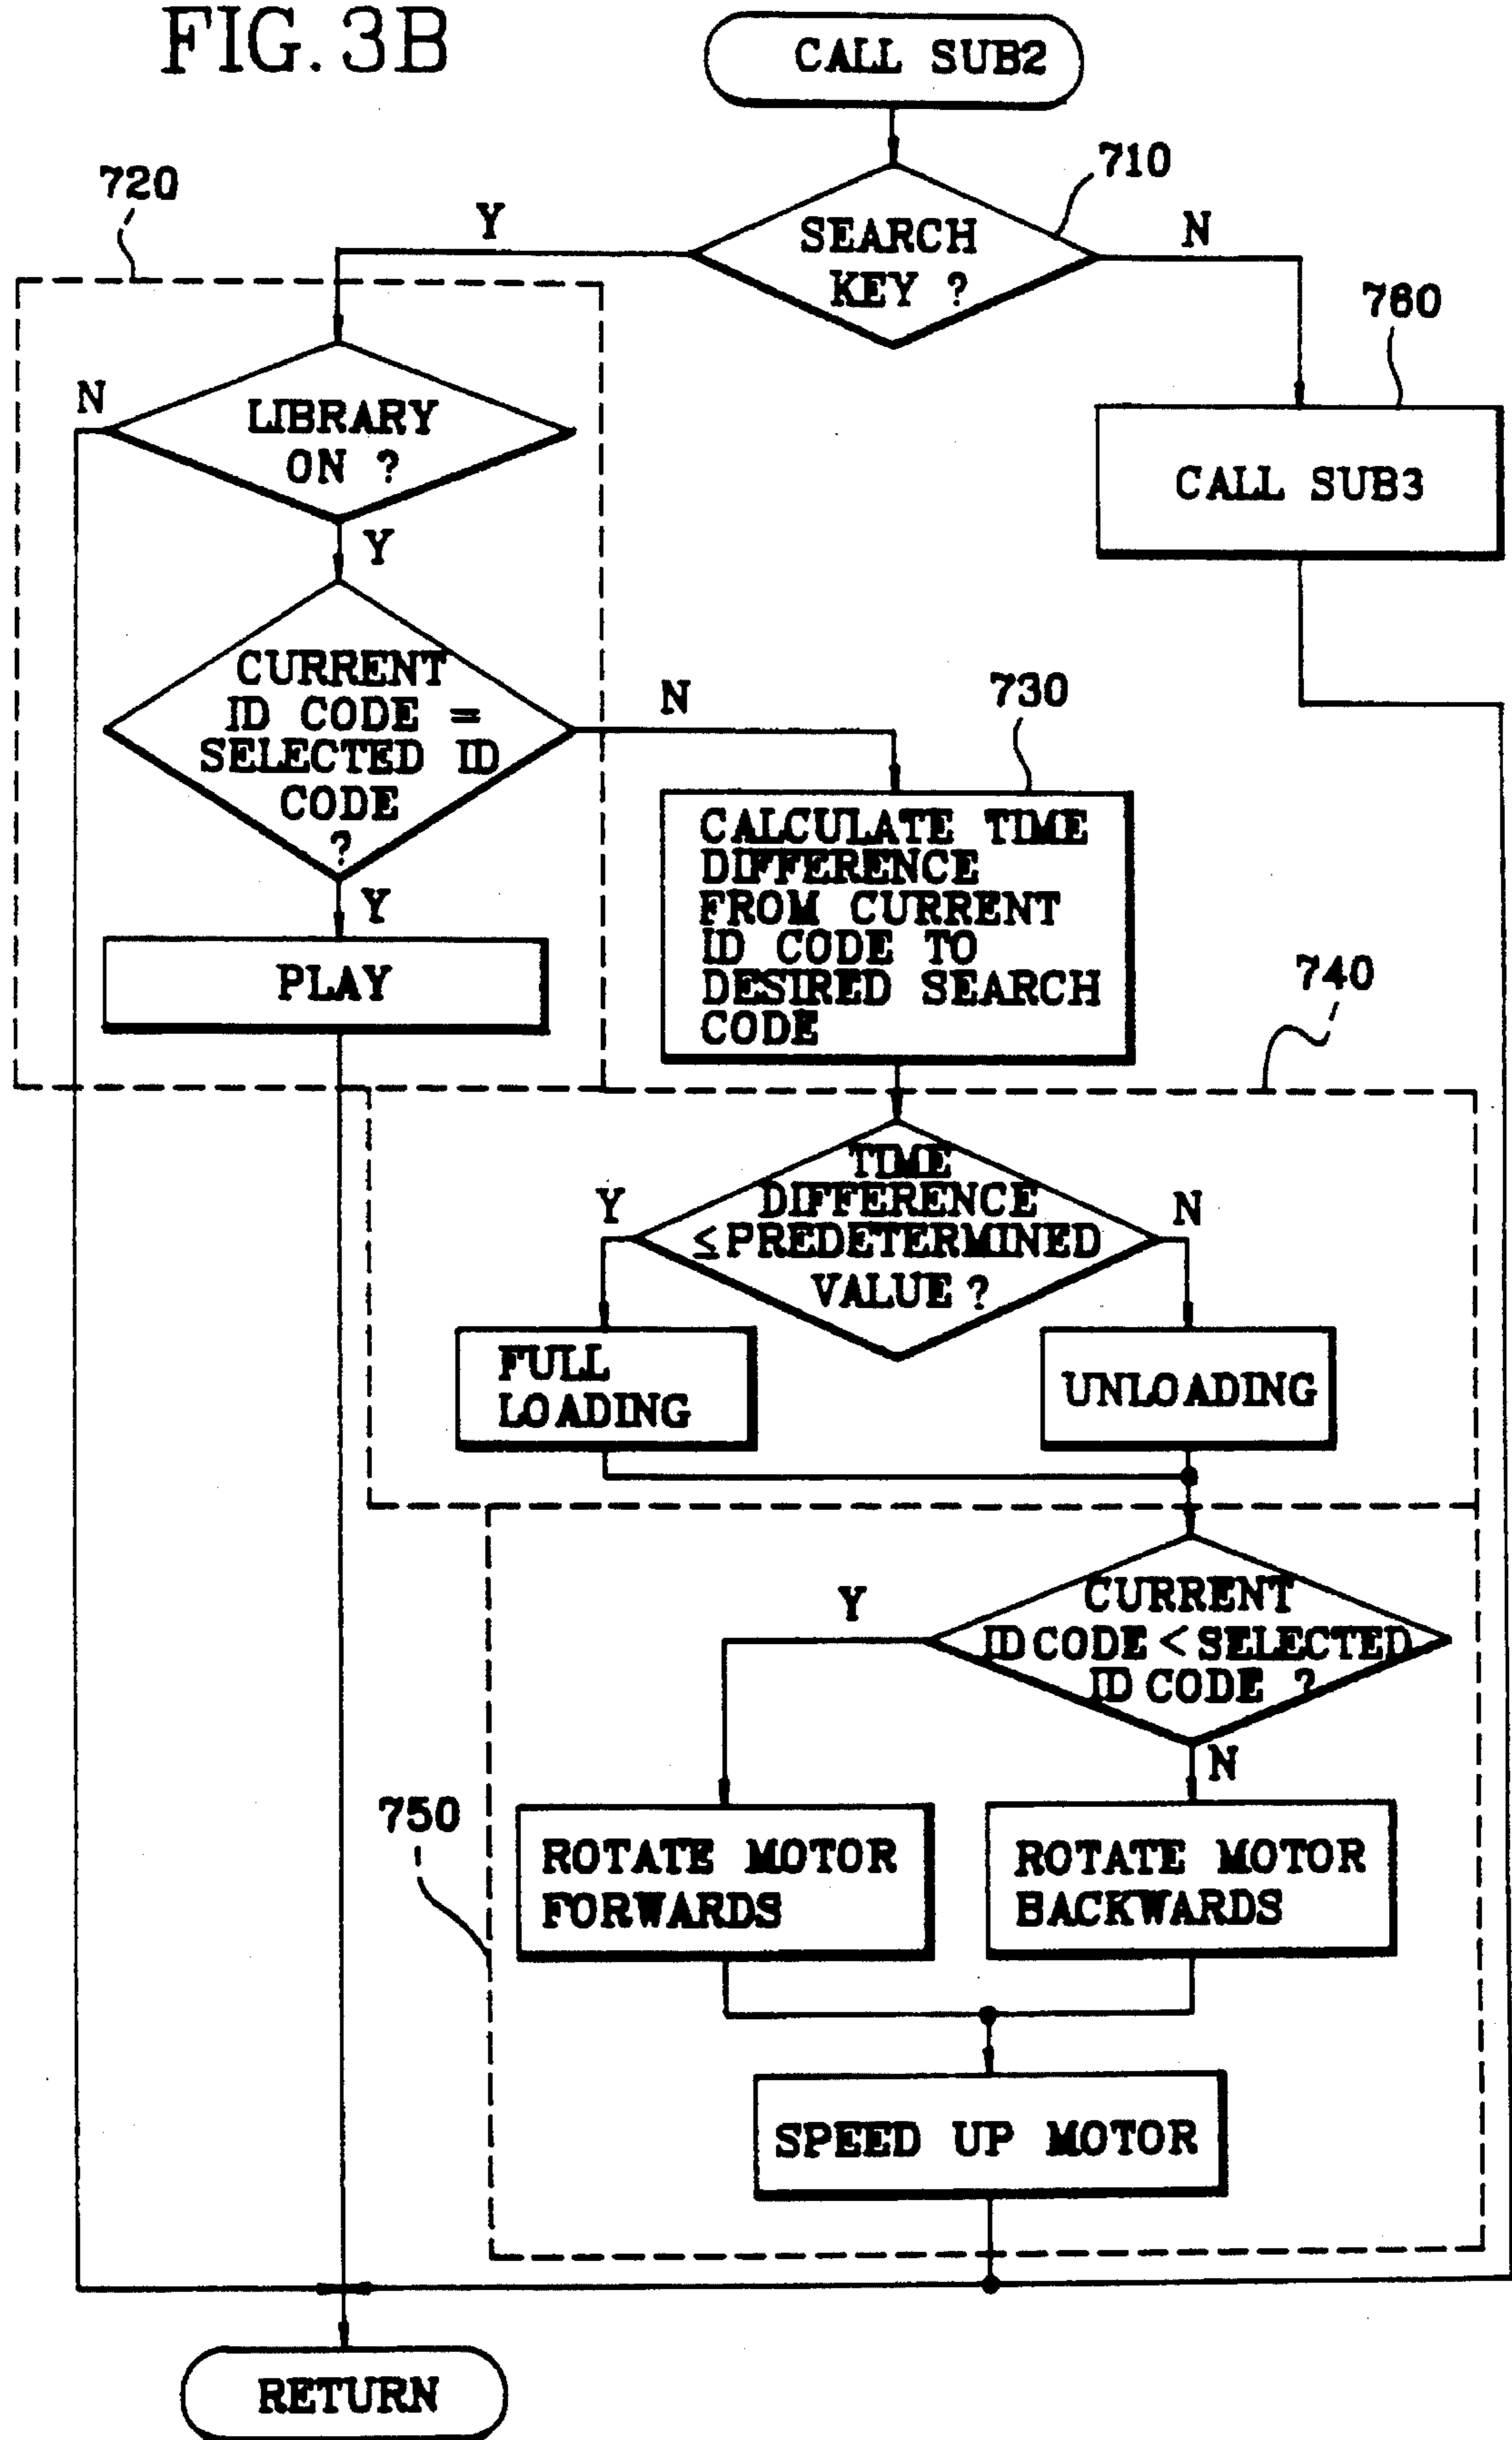 FIG. 3B
CALL SUB2
710
SEARCH
KEY ?
Y
N
720
760
LIBRARY
ON ?
N
Y
CALL SUB3
CURRENT
ID CODE =
SELECTED ID
CODE
?
N
Y
730
PLAY
CALCULATE TIME
DIFFERENCE
FROM CURRENT
ID CODE TO
DESIRED SEARCH
CODE
740
TIME
DIFFERENCE
≤PREDETERMINED
VALUE ?
Y
N
FULL
LOADING
UNLOADING
CURRENT
ID CODE < SELECTED
ID CODE ?
Y
N
750
ROTATE MOTOR
FORWARDS
ROTATE MOTOR
BACKWARDS
SPEED UP MOTOR
RETURN